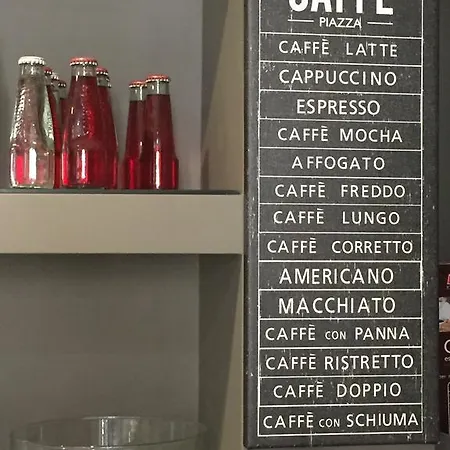 CAFFÈ
PIAZZA
CAFFÈ LATTE
CAPPUCCINO
ESPRESSO
CAFFÈ MOCHA
AFFOGATO
CAFFÈ FREDDO
CAFFÈ LUNGO
CAFFÈ CORRETTO
AMERICANO
MACCHIATO
CAFFÈ CON PANNA
CAFFÈ RISTRETTO
CAFFÈ DOPPIO
CAFFÈ CON SCHIUMA